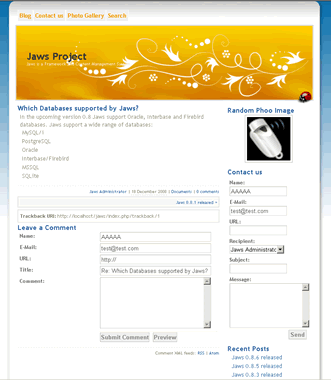 Blog Contact us Photo Gallery Search
Jaws Project
Jaws is a Framework and Content Management
Which Databases supported by Jaws?
In the upcoming version 0.8 Jaws support Oracle, Interbase and Firebird
databases. Jaws support a wide range of databases:
MySQL/i
PostgreSQL
Oracle
Interbase/Firebird
MSSQL
SQLite
Jaws Administrator | 19 December 2008 | Documents | 0 comment
Jaws 0.8.5 released »
Trackback URI: http://localhost/jaws/index.php/trackback/1
Leave a Comment
Name: AAAAA
E-Mail: test@test.com
URL: http://
Title: Re: Which Databases supported by Jaws?
Comment:
Submit Comment Preview
Comment XML feeds: RSS | Atom
Random Phoo Image
Contact us
Name:
AAAAA
E-Mail:
test@test.com
URL:
Recipient:
Jaws Administrato
Subject:
Message:
Send
Recent Posts
Jaws 0.8.6 released
Jaws 0.8.5 released
Jaws 0.8.3 released